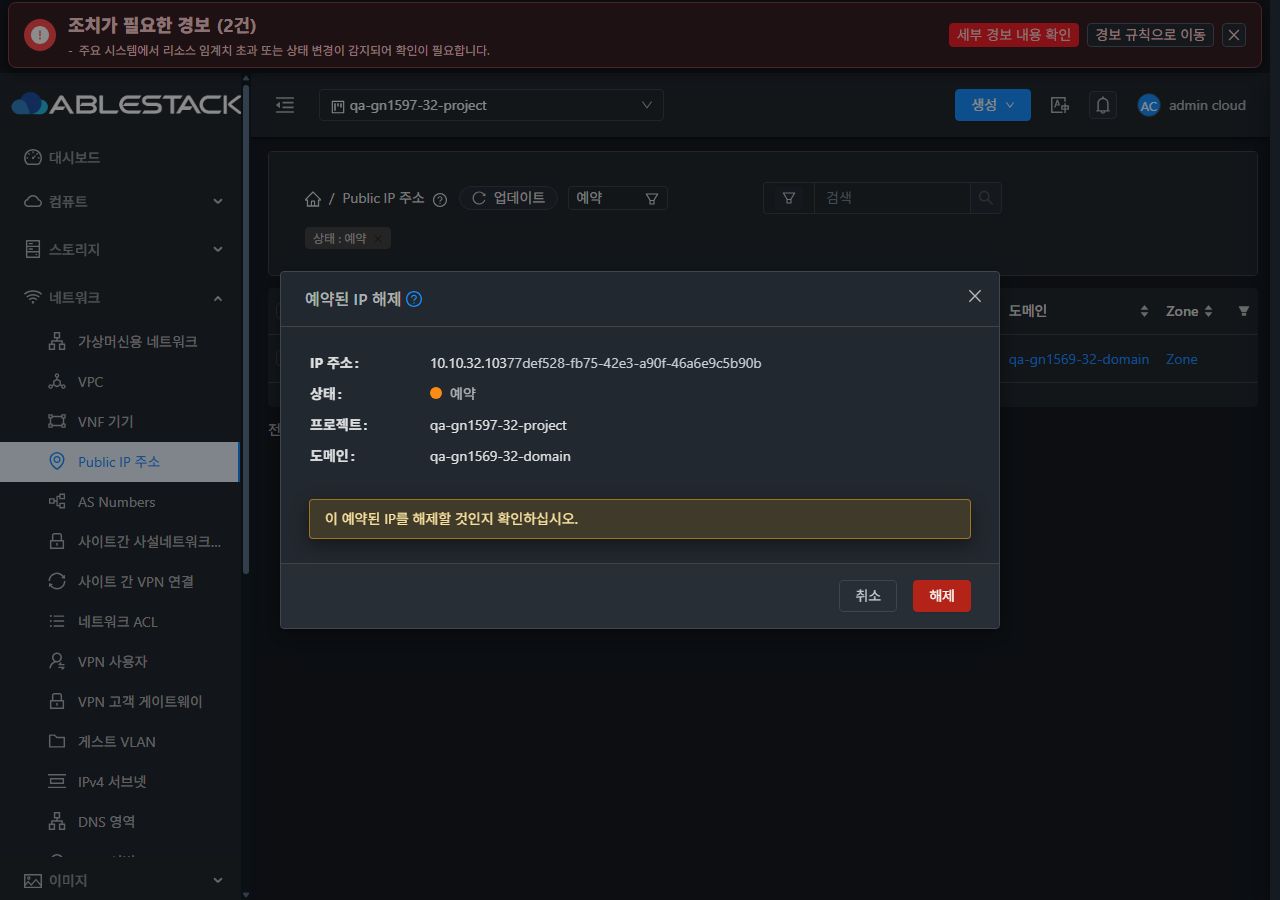 조치가 필요한 경보 (2건)
- 주요 시스템에서 리소스 임계치 초과 또는 상태 변경이 감지되어 확인이 필요합니다.
세부 경보 내용 확인
경보 규칙으로 이동
ABLESTACK
qa-gn1597-32-project
생성
AC
admin cloud
대시보드
컴퓨트
스토리지
네트워크
가상머신용 네트워크
VPC
VNF 기기
Public IP 주소
AS Numbers
사이트간 사설네트워크...
사이트 간 VPN 연결
네트워크 ACL
VPN 사용자
VPN 고객 게이트웨이
게스트 VLAN
IPv4 서브넷
DNS 영역
이미지
/ Public IP 주소
업데이트
예약
검색
상태 : 예약
도메인
Zone
qa-gn1569-32-domain
Zone
전
예약된 IP 해제
IP 주소:
10.10.32.10377def528-fb75-42e3-a90f-46a6e9c5b90b
상태:
예약
프로젝트:
qa-gn1597-32-project
도메인:
qa-gn1569-32-domain
이 예약된 IP를 해제할 것인지 확인하십시오.
취소
해제